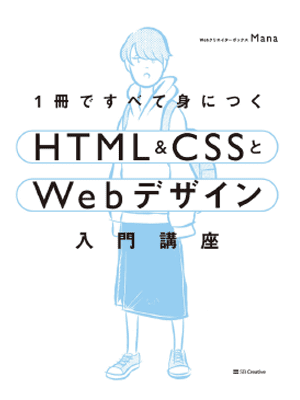 Webクリエイターボックス Mana
1冊ですべて身につく
HTML&CSSと
Webデザイン
入門講座
SB Creative